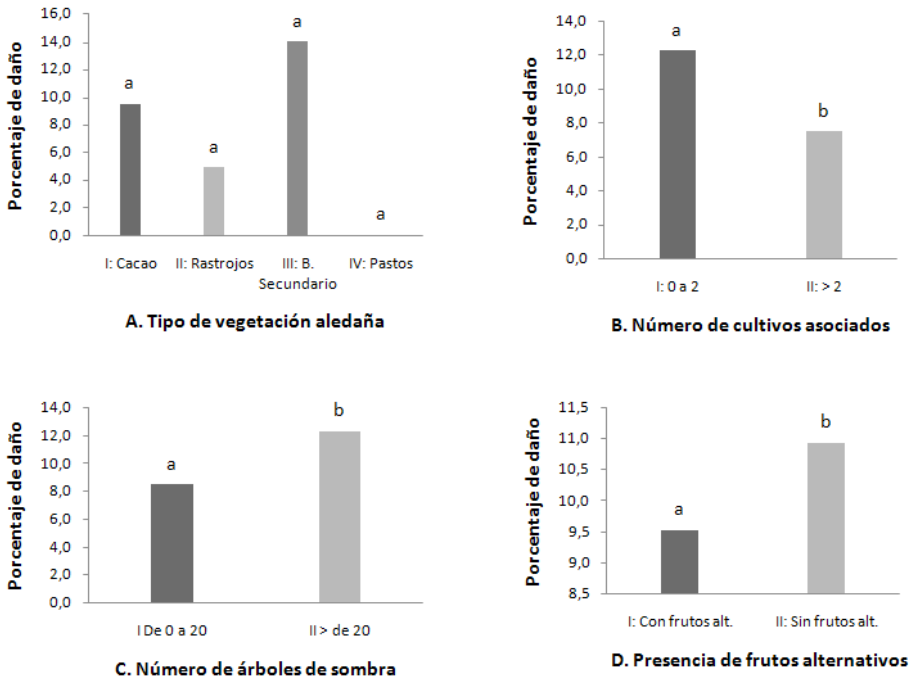 Porcentaje de daño
16,0
14,0
12,0
10,0
8,0
6,0
4,0
2,0
0,0
a
a
a
a
I: Cacao
II: Rastrojos
III: B. Secundario
IV: Pastos
A. Tipo de vegetación aledaña
Porcentaje de daño
14,0
12,0
10,0
8,0
6,0
4,0
2,0
0,0
a
b
I: 0 a 2
II: > 2
B. Número de cultivos asociados
Porcentaje de daño
14,0
12,0
10,0
8,0
6,0
4,0
2,0
0,0
a
b
I De 0 a 20
II > de 20
C. Número de árboles de sombra
Porcentaje de daño
11,5
11,0
10,5
10,0
9,5
9,0
8,5
a
b
I: Con frutos alt.
II: Sin frutos alt.
D. Presencia de frutos alternativos